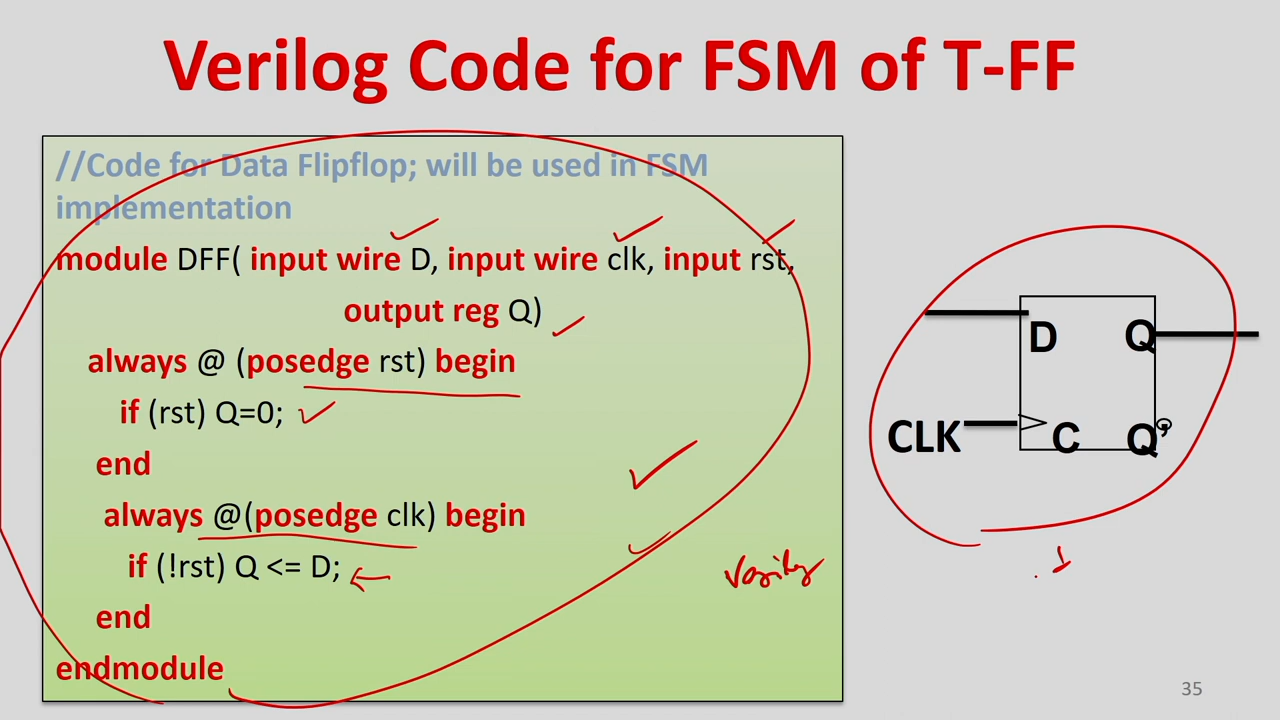 Verilog Code for FSM of T-FF
//Code for Data Flipflop; will be used in FSM
implementation
module DFF( input wire D, input wire clk, input rst,
output reg Q)
always @ (posedge rst) begin
if (rst) Q=0;
end
always @(posedge clk) begin
if (!rst) Q <= D;
end
endmodule
D Q
CLK C Q’
35